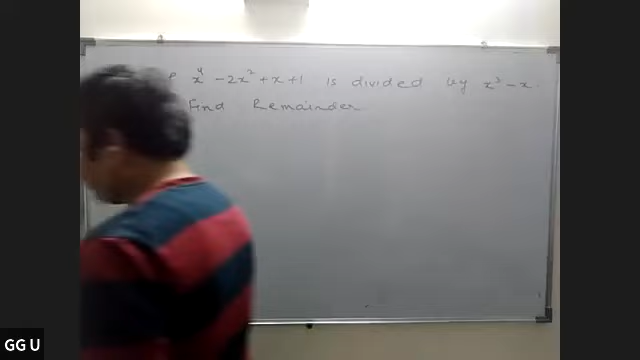 x⁴ - 2x² + x + 1 is divided by x³ - x.
Find Remainder
GG U